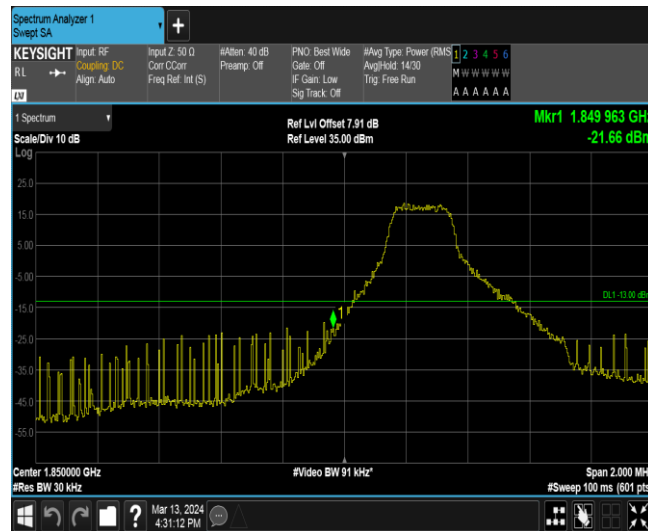 Spectrum Analyzer 1
Swept SA
KEYSIGHT
RL
LXI
Input: RF
Coupling: DC
Align: Auto
Input Z: 50 Ω
Corr CCorr
Freq Ref: Int (S)
#Atten: 40 dB
Preamp: Off
PNO: Best Wide
Gate: Off
IF Gain: Low
Sig Track: Off
#Avg Type: Power (RMS
Avg|Hold: 14/30
Trig: Free Run
1 2 3 4 5 6
M W W W W W
A A A A A A
1 Spectrum
Scale/Div 10 dB
Log
Ref Lvl Offset 7.91 dB
Ref Level 35.00 dBm
Mkr1 1.849 963 GHz
-21.66 dBm
25.0
15.0
5.00
-5.00
-15.0
-25.0
-35.0
-45.0
-55.0
DL1 -13.00 dBm
1
Center 1.850000 GHz
#Res BW 30 kHz
#Video BW 91 kHz*
Span 2.000 MH
#Sweep 100 ms (601 pts
?
Mar 13, 2024
4:31:12 PM